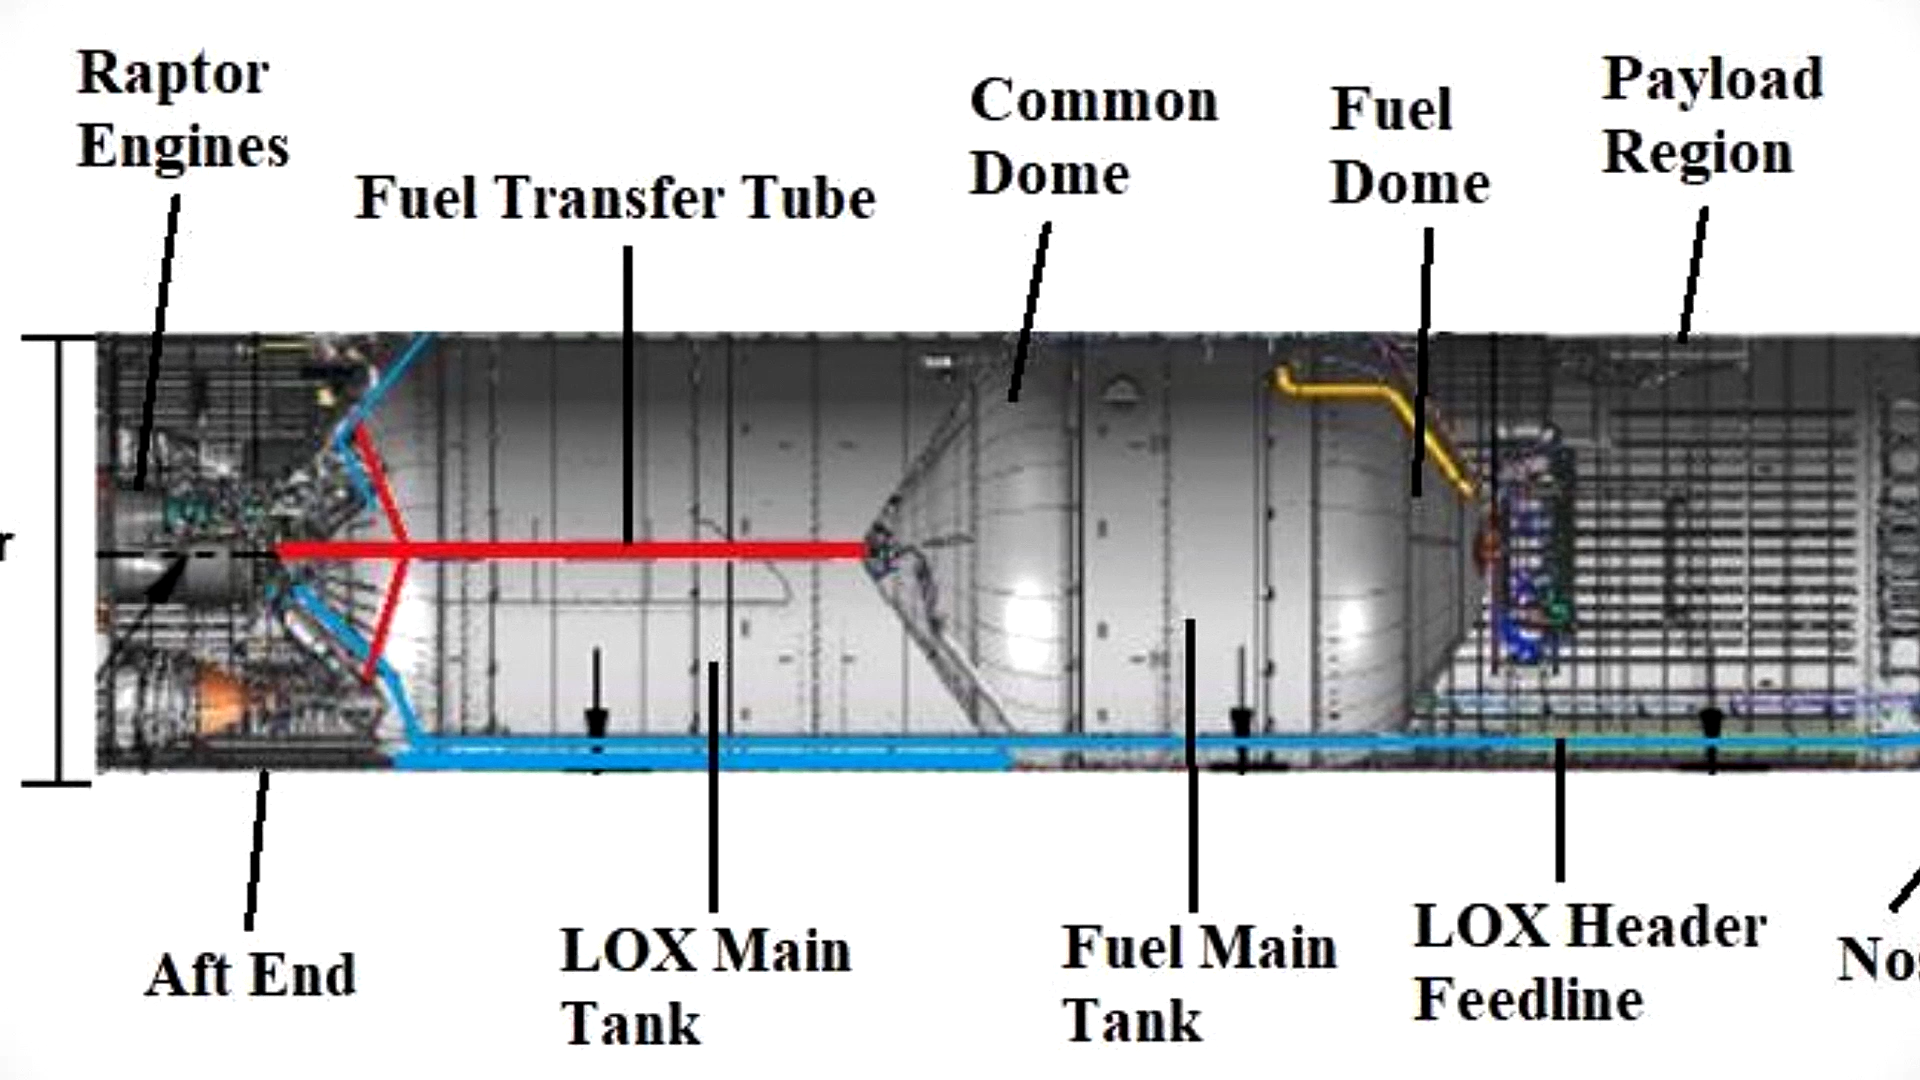 Raptor
Engines
Fuel Transfer Tube
Common
Dome
Fuel
Dome
Payload
Region
r
Aft End
LOX Main
Tank
Fuel Main
Tank
LOX Header
Feedline